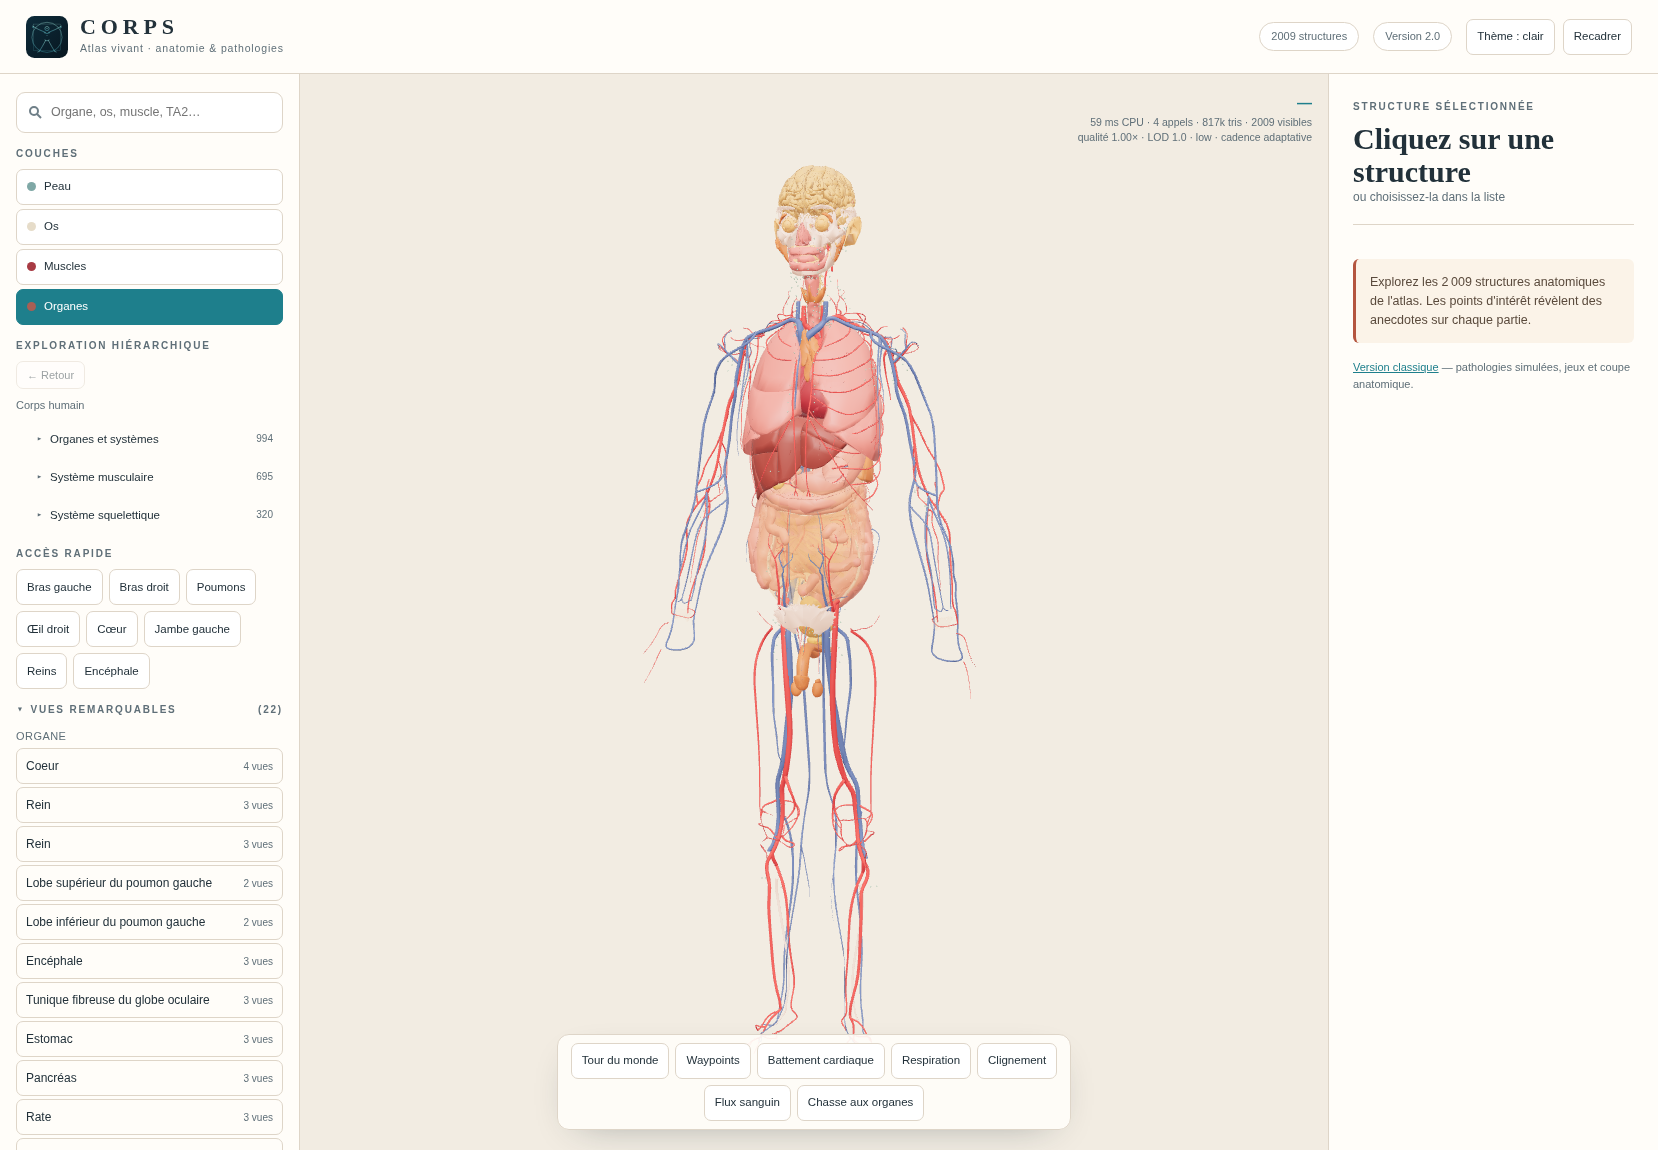 CORPS
Atlas vivant · anatomie & pathologies
2009 structures
Version 2.0
Thème : clair
Recadrer
Organe, os, muscle, TA2…
COUCHES
Peau
Os
Muscles
Organes
EXPLORATION HIÉRARCHIQUE
← Retour
Corps humain
Organes et systèmes 994
Système musculaire 695
Système squelettique 320
ACCÈS RAPIDE
Bras gauche
Bras droit
Poumons
Œil droit
Cœur
Jambe gauche
Reins
Encéphale
VUES REMARQUABLES (22)
ORGANE
Coeur 4 vues
Rein 3 vues
Rein 3 vues
Lobe supérieur du poumon gauche 2 vues
Lobe inférieur du poumon gauche 2 vues
Encéphale 3 vues
Tunique fibreuse du globe oculaire 3 vues
Estomac 3 vues
Pancréas 3 vues
Rate 3 vues
—
59 ms CPU · 4 appels · 817k tris · 2009 visibles
qualité 1.00× · LOD 1.0 · low · cadence adaptative
Tour du monde
Waypoints
Battement cardiaque
Respiration
Clignement
Flux sanguin
Chasse aux organes
STRUCTURE SÉLECTIONNÉE
Cliquez sur une
structure
ou choisissez-la dans la liste
Explorez les 2 009 structures anatomiques
de l'atlas. Les points d'intérêt révèlent des
anecdotes sur chaque partie.
Version classique — pathologies simulées, jeux et coupe
anatomique.